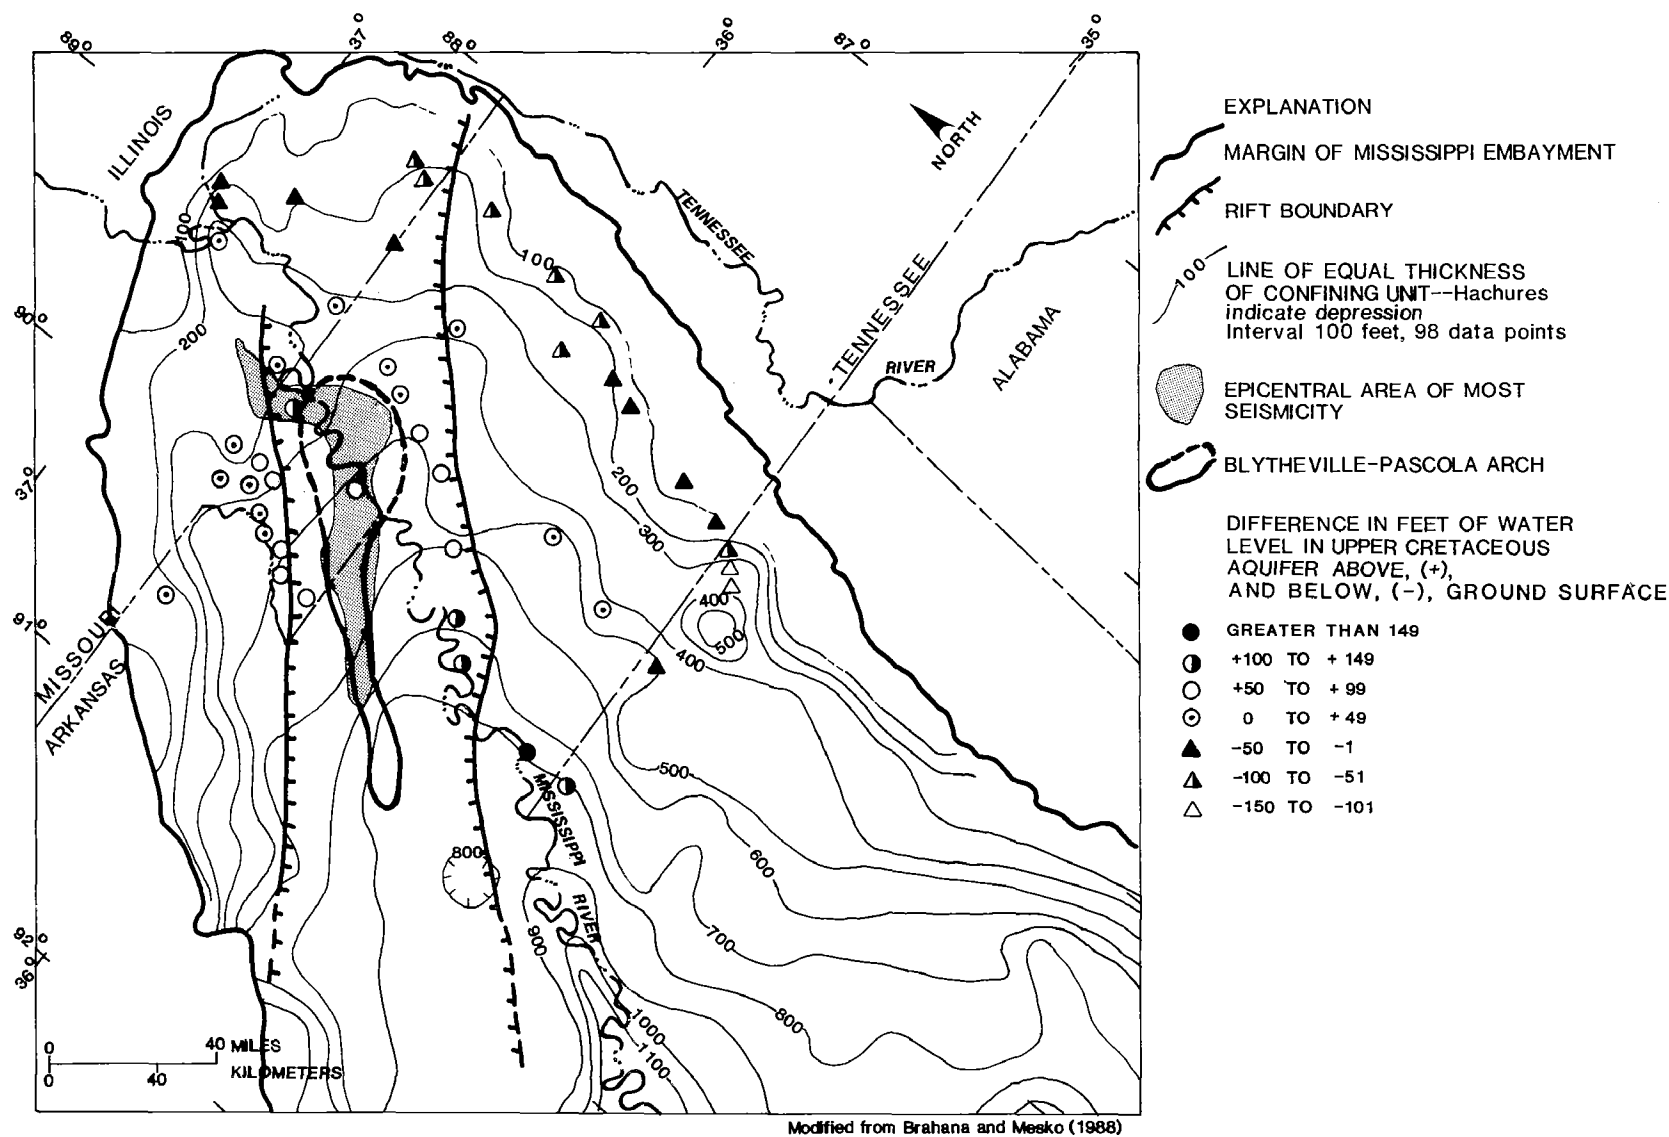 89°
37°
88°
36°
87°
35°
ILLINOIS
NORTH
TENNESSEE
100
100
TENNESSEE
90°
200
RIVER
ALABAMA
37°
200
300
400
500
91°
MISSOURI
400
ARKANSAS
500
MISSISSIPPI
800
600
RIVER
92°
900
700
36°
800
1000
1100
0 40 MILES
0 40 KILOMETERS
EXPLANATION
MARGIN OF MISSISSIPPI EMBAYMENT
RIFT BOUNDARY
100
LINE OF EQUAL THICKNESS
OF CONFINING UNIT--Hachures
indicate depression
Interval 100 feet, 98 data points
EPICENTRAL AREA OF MOST
SEISMICITY
BLYTHEVILLE-PASCOLA ARCH
DIFFERENCE IN FEET OF WATER
LEVEL IN UPPER CRETACEOUS
AQUIFER ABOVE, (+),
AND BELOW, (-), GROUND SURFACE
GREATER THAN 149
+100 TO +149
+50 TO +99
0 TO +49
-50 TO -1
-100 TO -51
-150 TO -101
Modified from Brahana and Mesko (1988)